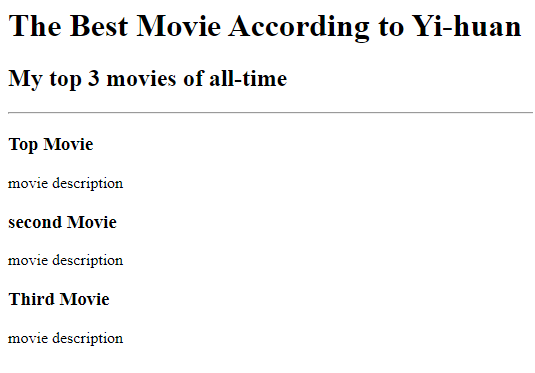 The Best Movie According to Yi-huan
My top 3 movies of all-time
Top Movie
movie description
second Movie
movie description
Third Movie
movie description